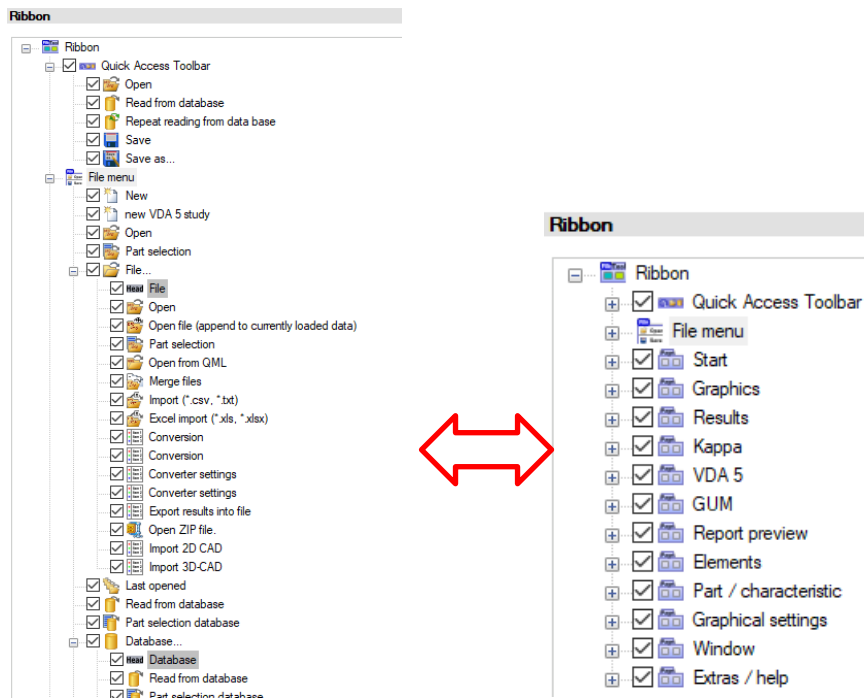 Ribbon
Ribbon
Quick Access Toolbar
Open
Read from database
Repeat reading from data base
Save
Save as...
File menu
New
new VDA 5 study
Open
Part selection
File...
Head File
Open
Open file (append to currently loaded data)
Part selection
Open from QML
Merge files
Import (*.csv, *.txt)
Excel import (*.xls, *.xlsx)
Conversion
Conversion
Converter settings
Converter settings
Export results into file
Open ZIP file.
Import 2D CAD
Import 3D-CAD
Last opened
Read from database
Part selection database
Database...
Head Database
Read from database
Part selection database
Ribbon
Ribbon
Quick Access Toolbar
File menu
Start
Graphics
Results
Kappa
VDA 5
GUM
Report preview
Elements
Part / characteristic
Graphical settings
Window
Extras / help